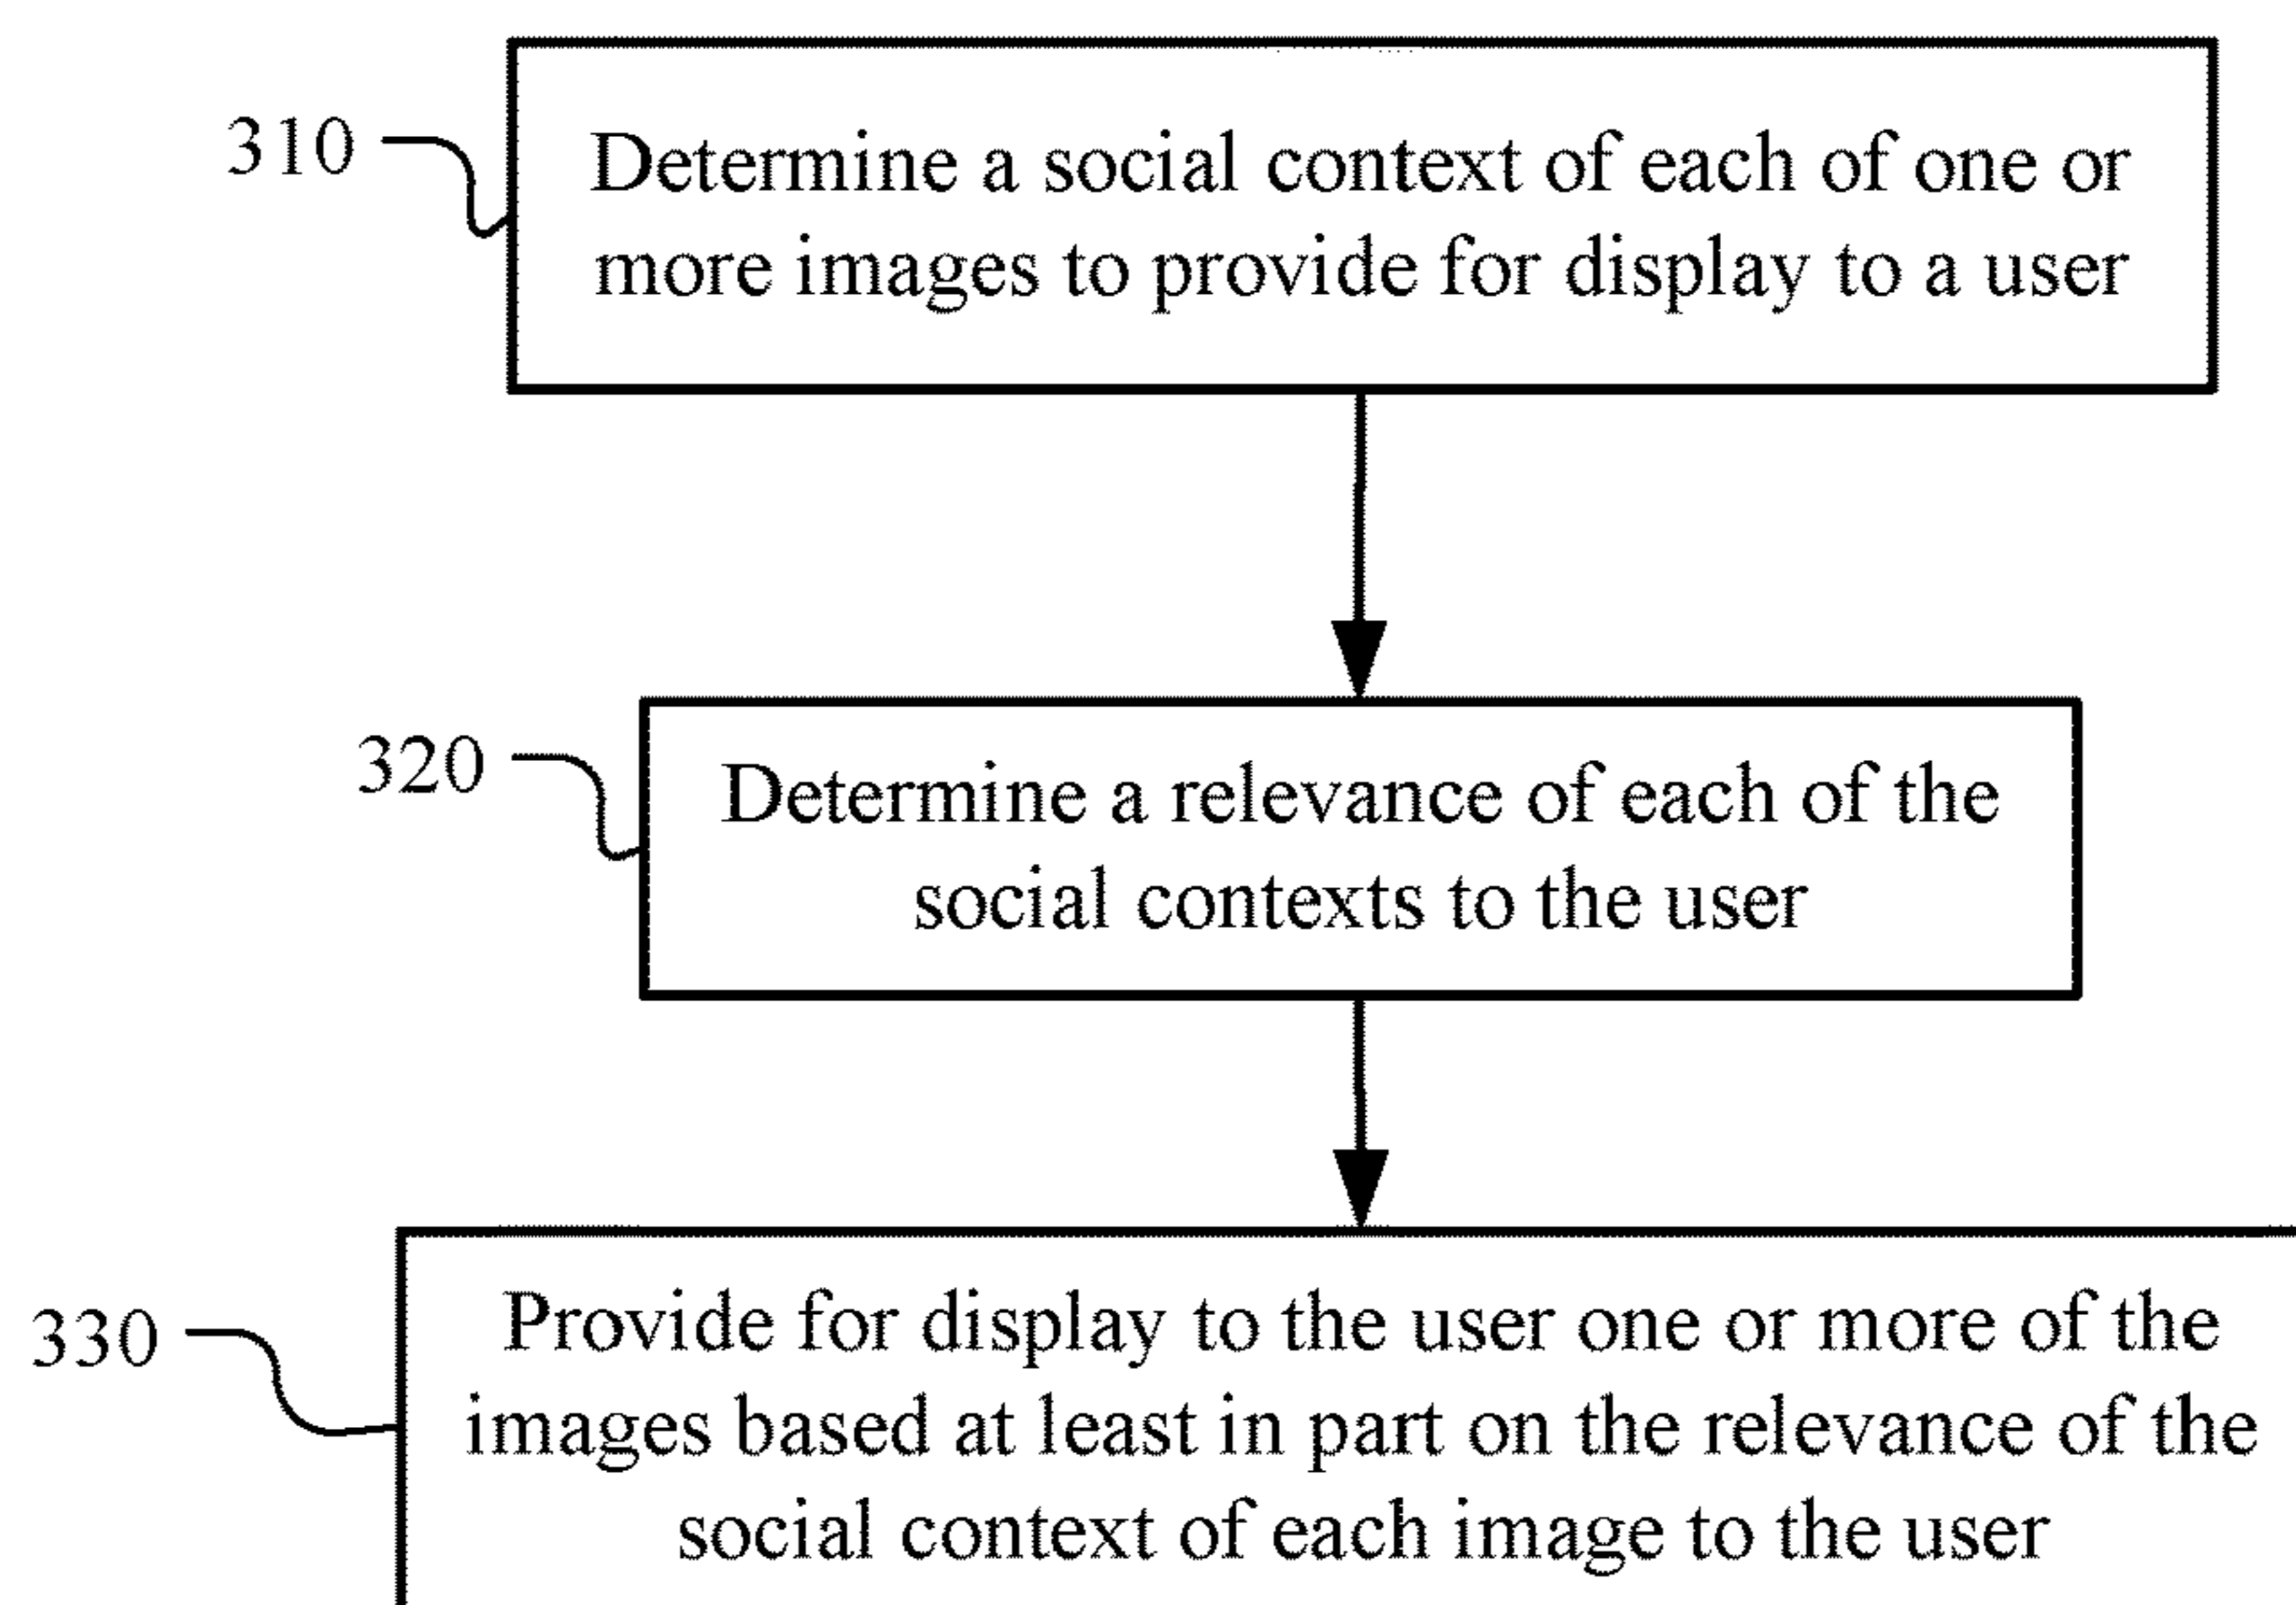 310
Determine a social context of each of one or
more images to provide for display to a user
320
Determine a relevance of each of the
social contexts to the user
330
Provide for display to the user one or more of the
images based at least in part on the relevance of the
social context of each image to the user